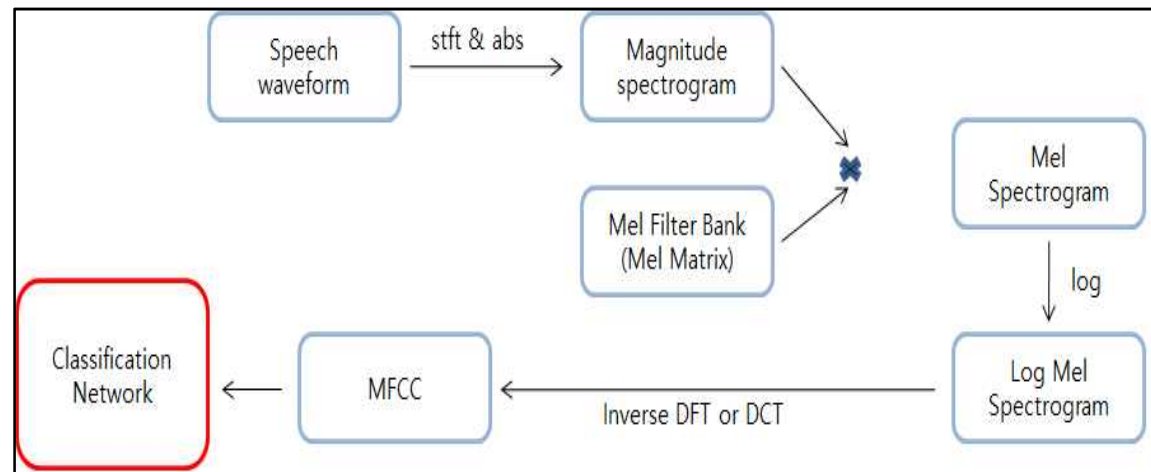 Speech
waveform
stft & abs
Magnitude
spectrogram
Mel Filter Bank
(Mel Matrix)
Mel
Spectrogram
log
Log Mel
Spectrogram
Inverse DFT or DCT
MFCC
Classification
Network